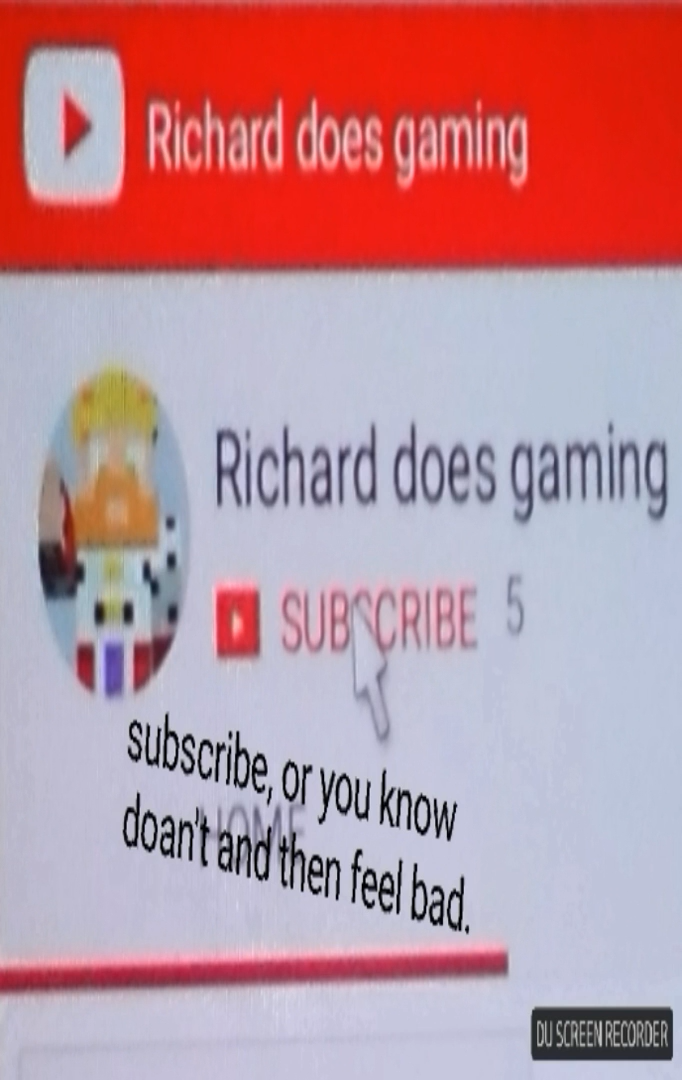 Richard does gaming
Richard does gaming
SUBSCRIBE 5
HOME
subscribe, or you know
doan't and then feel bad.
DU SCREEN RECORDER